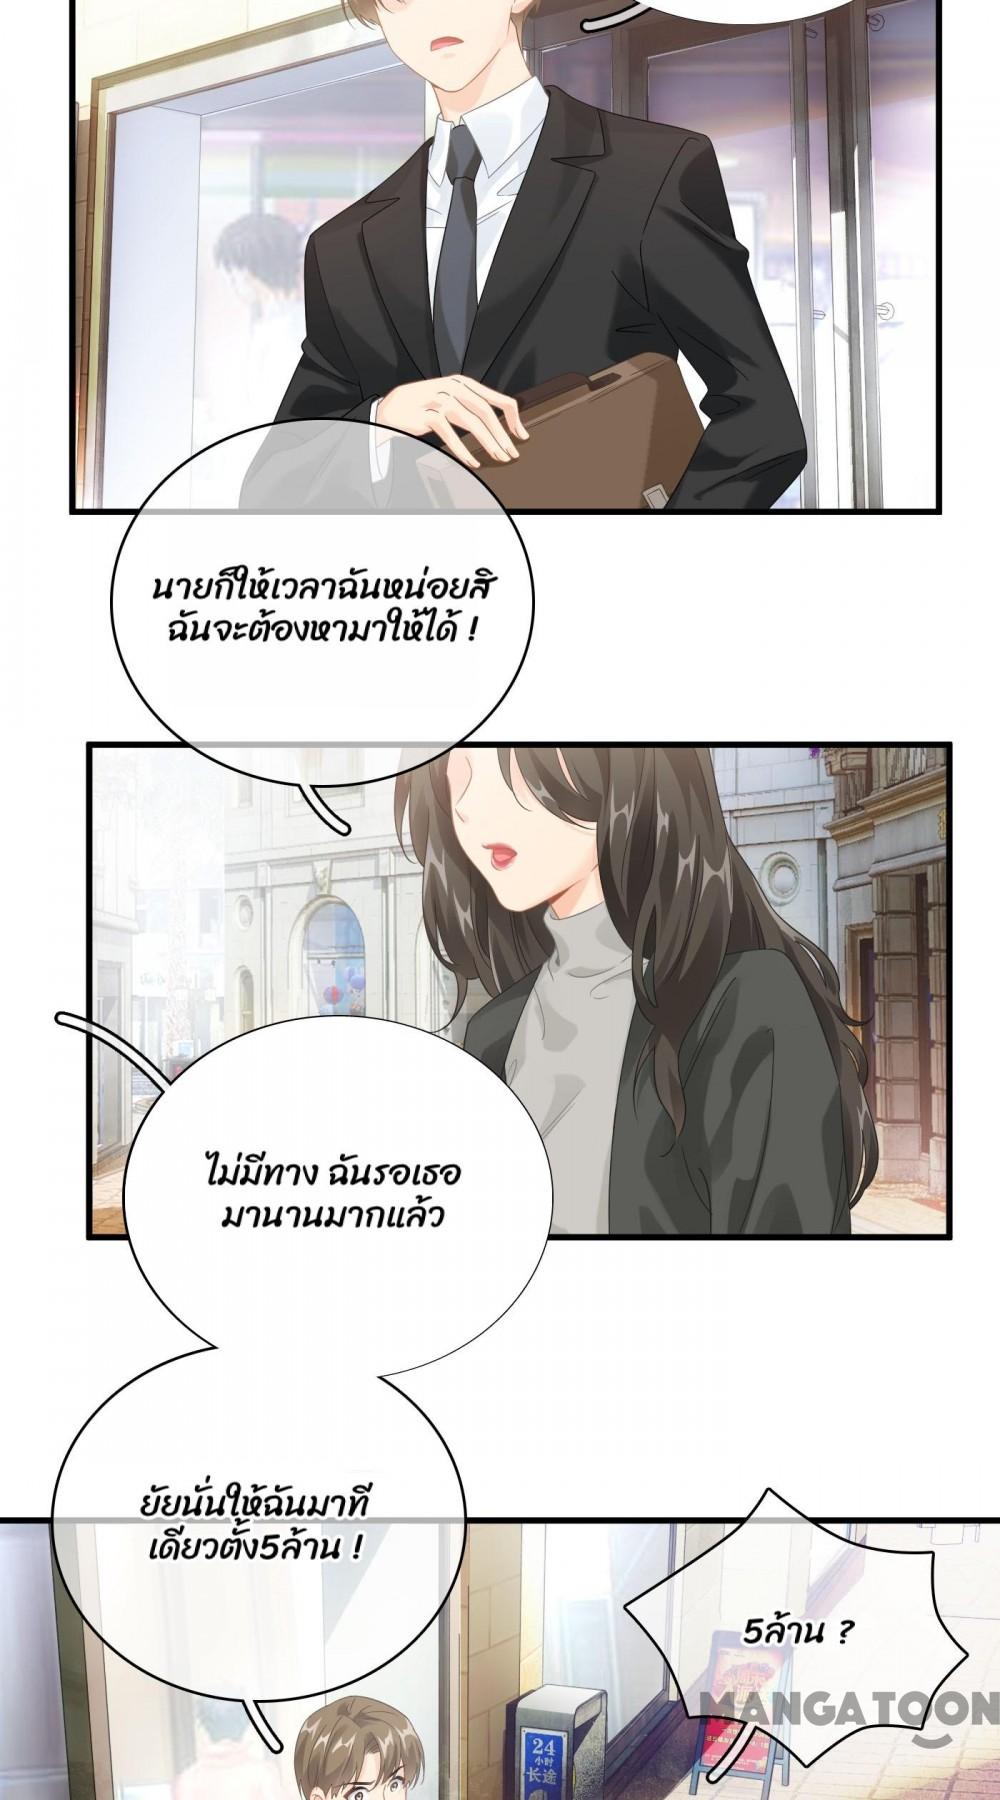 นายก็ให้เวลาฉันหน่อยสิ
ฉันจะต้องหามาให้ได้ !
ไม่มีทาง ฉันรอเธอ
มานานมากแล้ว
ยัยนั่นให้ฉันมาที
เดียวตั้ง5ล้าน !
5ล้าน ?
MANGATOON
24
小时
长途